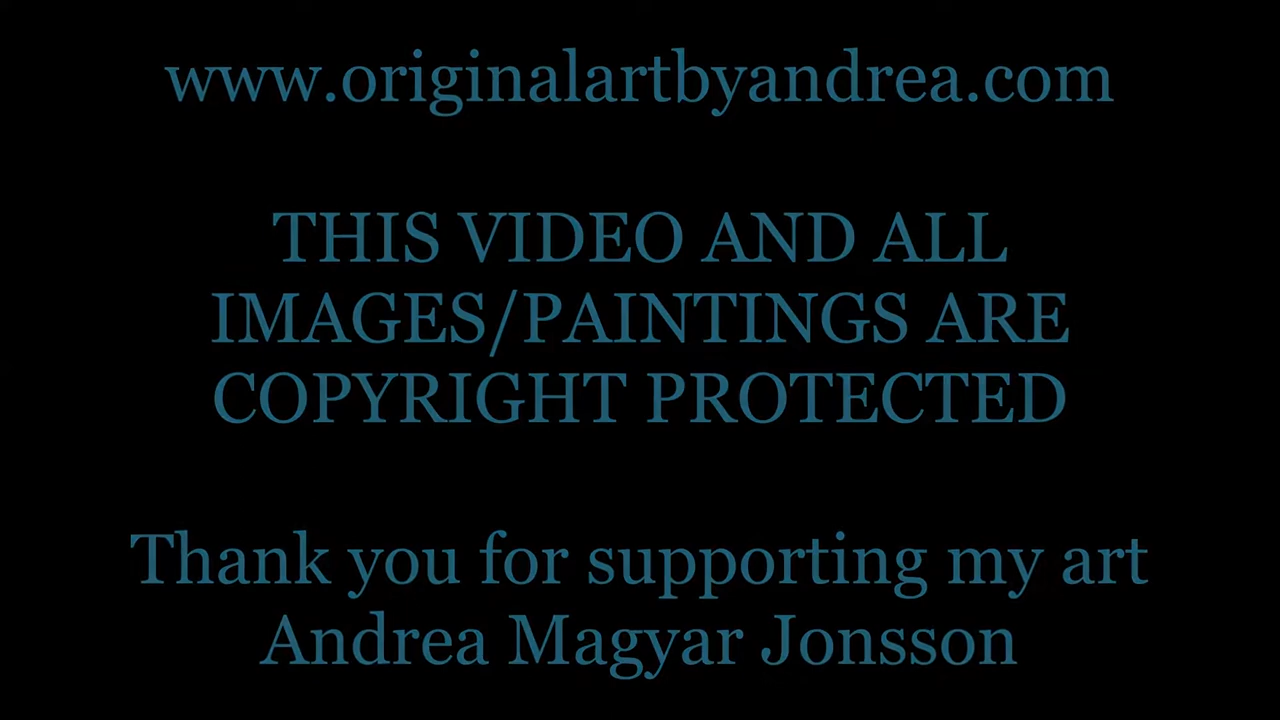 www.originalartbyandrea.com
THIS VIDEO AND ALL
IMAGES/PAINTINGS ARE
COPYRIGHT PROTECTED
Thank you for supporting my art
Andrea Magyar Jonsson